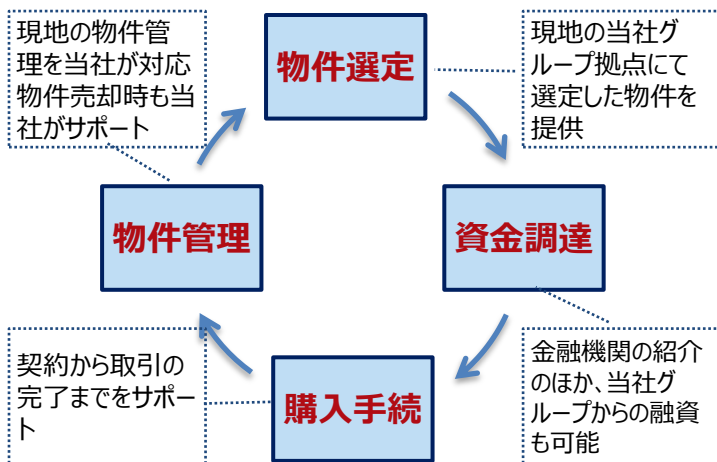 現地の物件管
理を当社が対応
物件売却時も当
社がサポート
物件選定
現地の当社グ
ループ拠点にて
選定した物件を
提供
物件管理
資金調達
契約から取引の
完了までをサポー
ト
購入手続
金融機関の紹介
のほか、当社グ
ループからの融資
も可能